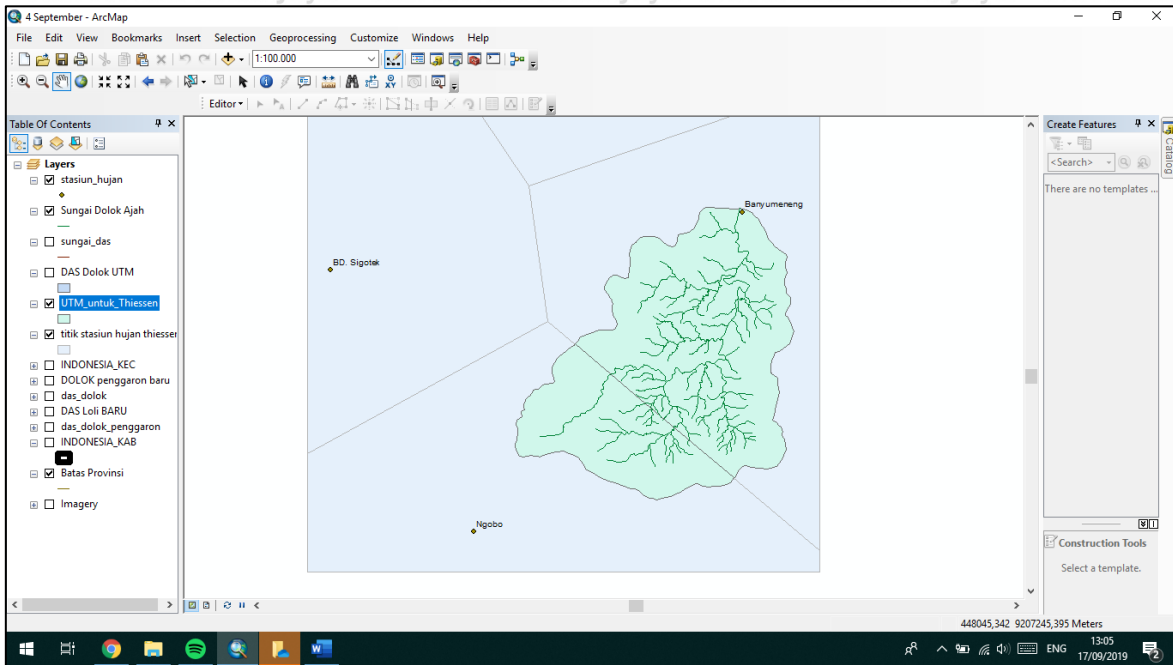 4 September - ArcMap
File Edit View Bookmarks Insert Selection Geoprocessing Customize Windows Help
1:100.000
Editor
Table Of Contents
Layers
stasiun_hujan
Sungai Dolok Ajah
sungai_das
DAS Dolok UTM
UTM_untuk_Thiessen
titik stasiun hujan thiessen
INDONESIA_KEC
DOLOK penggaron baru
das_dolok
DAS Loli BARU
das_dolok_penggaron
INDONESIA_KAB
Batas Provinsi
Imagery
Banyumeneng
BD. Sigotek
Ngobo
Create Features
Catalog
<Search>
There are no templates ...
Construction Tools
Select a template.
448045,342 9207245,395 Meters
ENG
13:05
17/09/2019
2